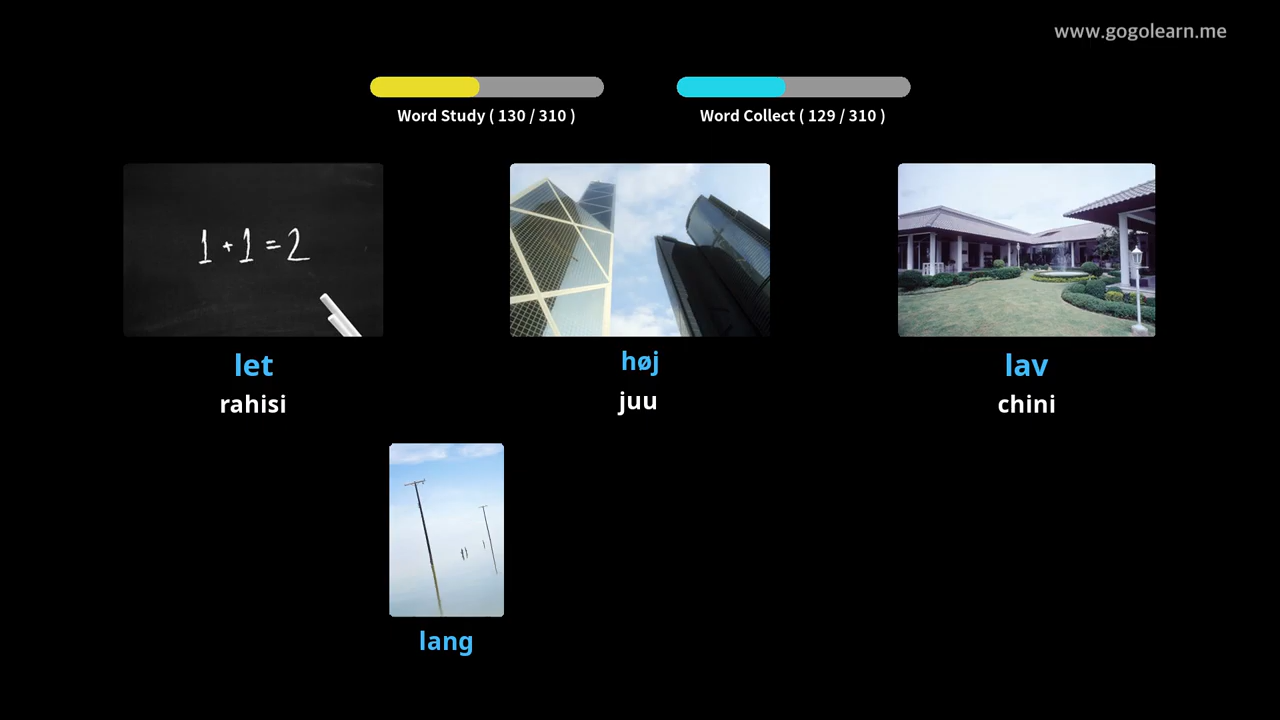 www.gogolearn.me
Word Study ( 130 / 310 )
Word Collect ( 129 / 310 )
1 + 1 = 2
let
rahisi
høj
juu
lav
chini
lang